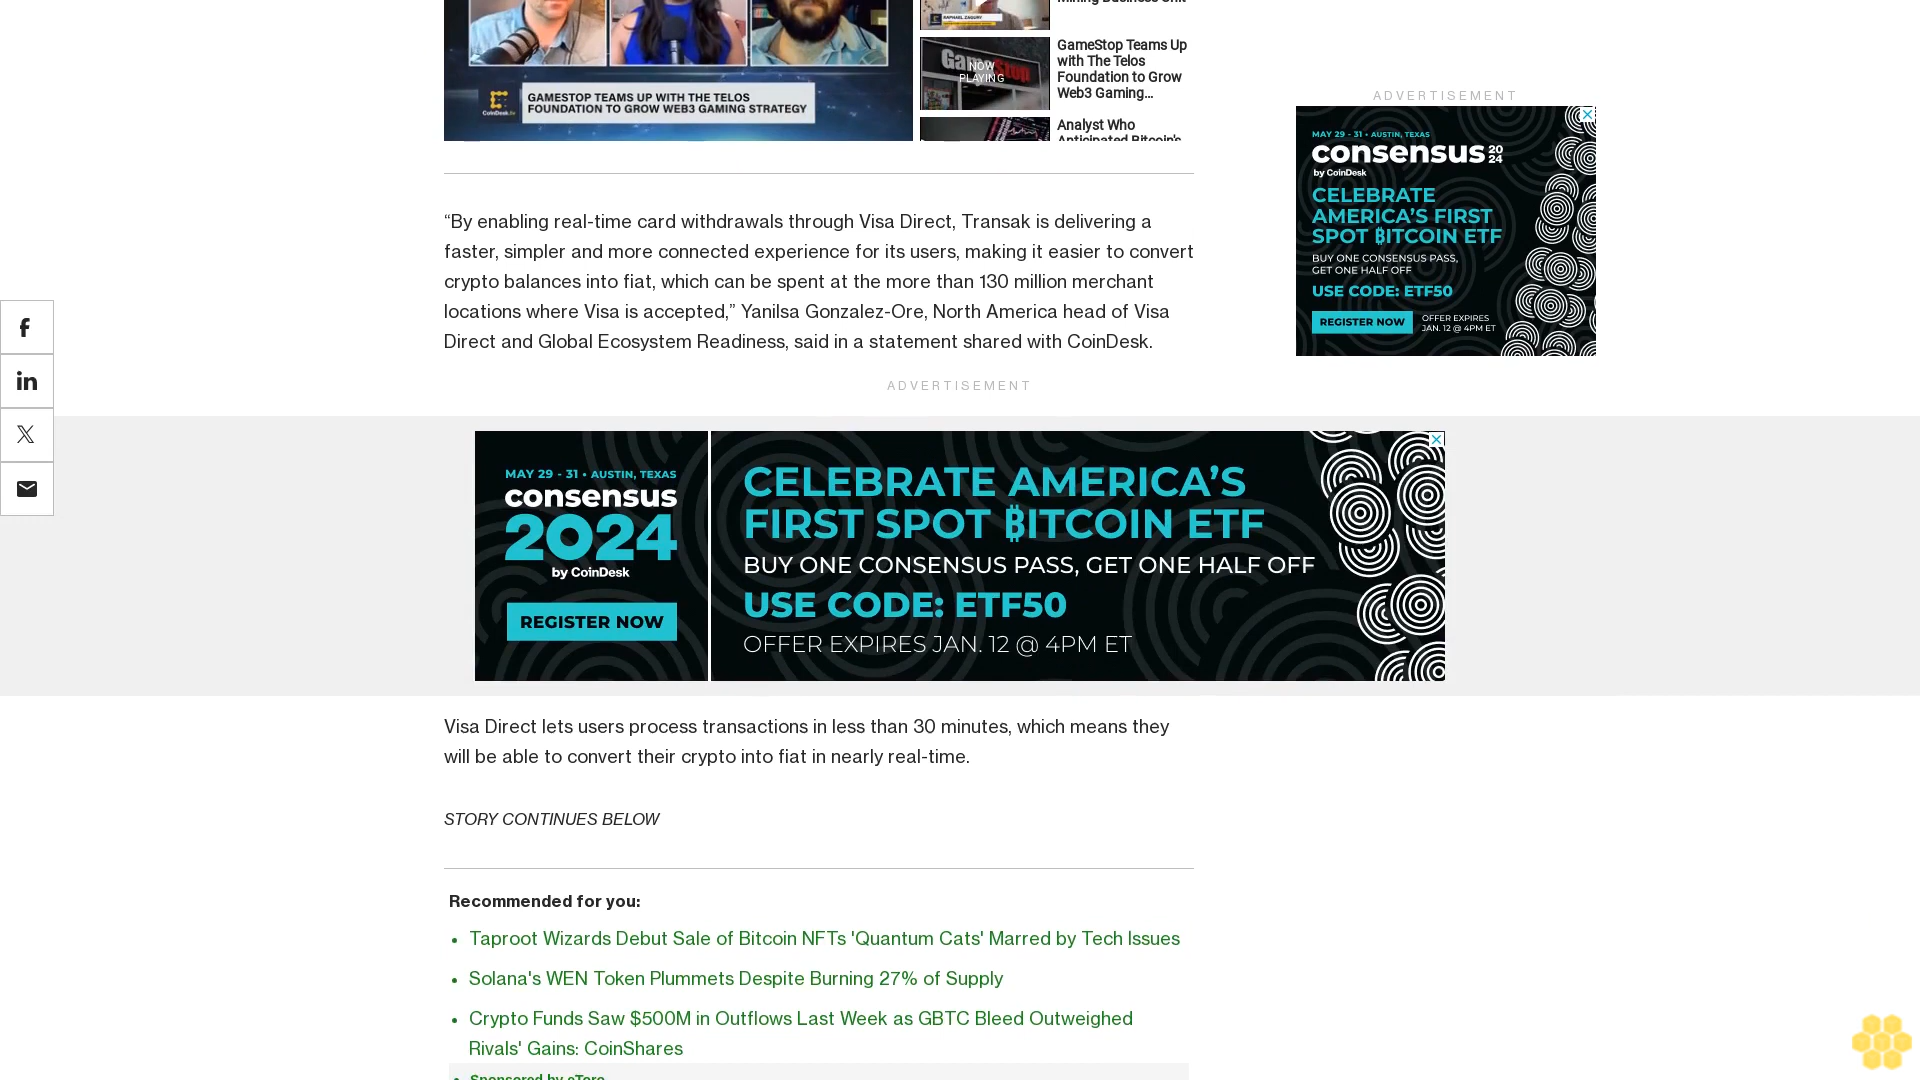 RAPHAEL ZAGURY
GameStop Teams Up
with The Telos
Foundation to Grow
Web3 Gaming...
GameStop
NOW
PLAYING
CoinDesk
GAMESTOP TEAMS UP WITH THE TELOS
FOUNDATION TO GROW WEB3 GAMING STRATEGY
Analyst Who
ADVERTISEMENT
MAY 29 - 31 • AUSTIN, TEXAS
consensus 20
24
by CoinDesk
CELEBRATE
AMERICA’S FIRST
SPOT ₿ITCOIN ETF
BUY ONE CONSENSUS PASS,
GET ONE HALF OFF
USE CODE: ETF50
REGISTER NOW
OFFER EXPIRES
JAN. 12 @ 4PM ET
“By enabling real-time card withdrawals through Visa Direct, Transak is delivering a
faster, simpler and more connected experience for its users, making it easier to convert
crypto balances into fiat, which can be spent at the more than 130 million merchant
locations where Visa is accepted,” Yanilsa Gonzalez-Ore, North America head of Visa
Direct and Global Ecosystem Readiness, said in a statement shared with CoinDesk.
ADVERTISEMENT
MAY 29 - 31 • AUSTIN, TEXAS
consensus
2024
by CoinDesk
REGISTER NOW
CELEBRATE AMERICA’S
FIRST SPOT ₿ITCOIN ETF
BUY ONE CONSENSUS PASS, GET ONE HALF OFF
USE CODE: ETF50
OFFER EXPIRES JAN. 12 @ 4PM ET
Visa Direct lets users process transactions in less than 30 minutes, which means they
will be able to convert their crypto into fiat in nearly real-time.
STORY CONTINUES BELOW
Recommended for you:
• Taproot Wizards Debut Sale of Bitcoin NFTs 'Quantum Cats' Marred by Tech Issues
• Solana's WEN Token Plummets Despite Burning 27% of Supply
• Crypto Funds Saw $500M in Outflows Last Week as GBTC Bleed Outweighed
Rivals' Gains: CoinShares
• Sponsored by eToro